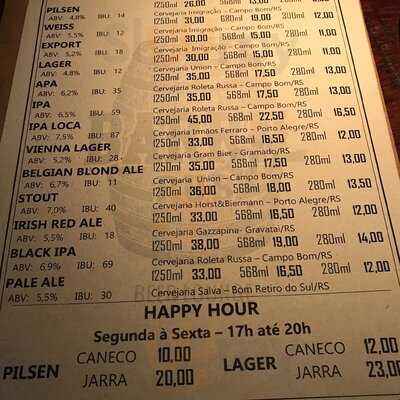 PILSEN 1250ml 26,00 568ml
ABV: 4,8% IBU: 14 Cervejaria Imigração – Campo Bom/RS
WEISS 1250ml 31,00 568ml 19,00 300ml 12,00
ABV: 5,5% IBU: 12 Cervejaria Imigração – Campo Bom/RS
EXPORT 1250ml 30,00 568ml 15,00 280ml 11,00
ABV: 5,2% IBU: 18 Cervejaria Imigração – Campo Bom/RS
LAGER 1250ml 30,00 568ml 15,00 280ml 11,00
ABV: 4,8% IBU: 12 Cervejaria Union – Campo Bom/RS
APA 1250ml 35,00 568ml 17,50 280ml 13,00
ABV: 6,2% IBU: 35 Cervejaria Roleta Russa – Campo Bom/RS
IPA 1250ml 35,00 568ml 17,50 280ml 13,00
ABV: 6,5% IBU: 59 Cervejaria Roleta Russa – Campo Bom/RS
IPA LOCA 1250ml 45,00 568ml 22,50 280ml 16,50
ABV: 7,5% IBU: 87 Cervejaria Irmãos Ferraro – Porto Alegre/RS
VIENNA LAGER 1250ml 33,00 568ml 16,50 280ml 12,00
ABV: 5,2% IBU: 28 Cervejaria Gram Bier - Gramado/RS
BELGIAN BLOND ALE 1250ml 35,00 568ml 17,50 280ml 13,00
ABV: 6,7% IBU: 11 Cervejaria Union – Campo Bom/RS
STOUT 1250ml 36,00 568ml 18,00 280ml 13,50
ABV: 7,0% IBU: 40 Cervejaria Horst&Biermann – Porto Alegre/RS
IRISH RED ALE 1250ml 33,00 568ml 16,50 280ml 12,00
ABV: 5,5% IBU: 18 Cervejaria Gazzapina- Gravataí/RS
BLACK IPA 1250ml 38,00 568ml 19,00 280ml 14,00
ABV: 6,9% IBU: 69 Cervejaria Roleta Russa – Campo Bom/RS
PALE ALE 1250ml 33,00 568ml 16,50 280ml 12,00
ABV: 5,5% IBU: 30 Cervejaria Salva – Bom Retiro do Sul/RS
HAPPY HOUR
Segunda à Sexta – 17h até 20h
PILSEN CANECO 10,00 LAGER CANECO 12,00
JARRA 20,00 JARRA 23,00